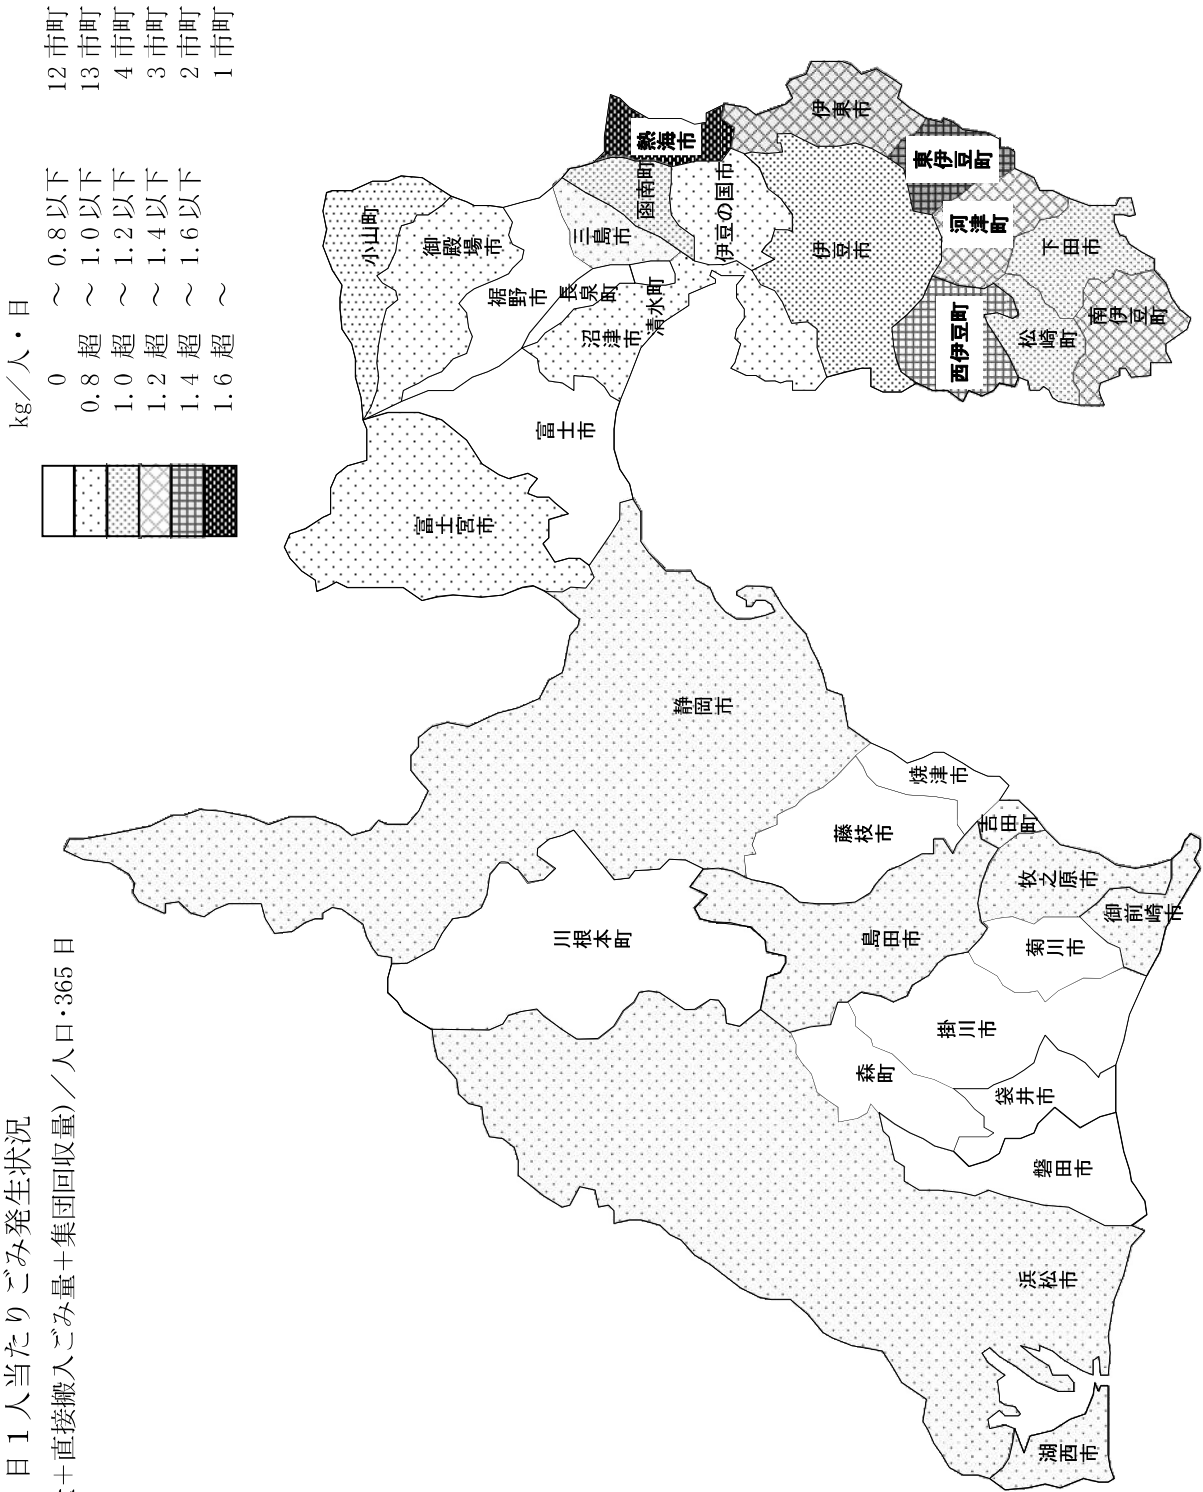 日１人当たりごみ発生状況
＋直接搬入ごみ量＋集団回収量）／人口・365 日
kg／人・日
0 ～ 0.8 以下 12 市町
0.8 超 ～ 1.0 以下 13 市町
1.0 超 ～ 1.2 以下 4 市町
1.2 超 ～ 1.4 以下 3 市町
1.4 超 ～ 1.6 以下 2 市町
1.6 超 ～ 1 市町
小山町
御殿場市
裾野市
富士宮市
富士市
三島市
長泉町
沼津市
清水町
函南町
熱海市
伊豆の国市
伊東市
伊豆市
東伊豆町
河津町
西伊豆町
下田市
松崎町
南伊豆町
静岡市
川根本町
焼津市
藤枝市
島田市
吉田町
牧之原市
御前崎市
菊川市
掛川市
森町
袋井市
磐田市
浜松市
湖西市